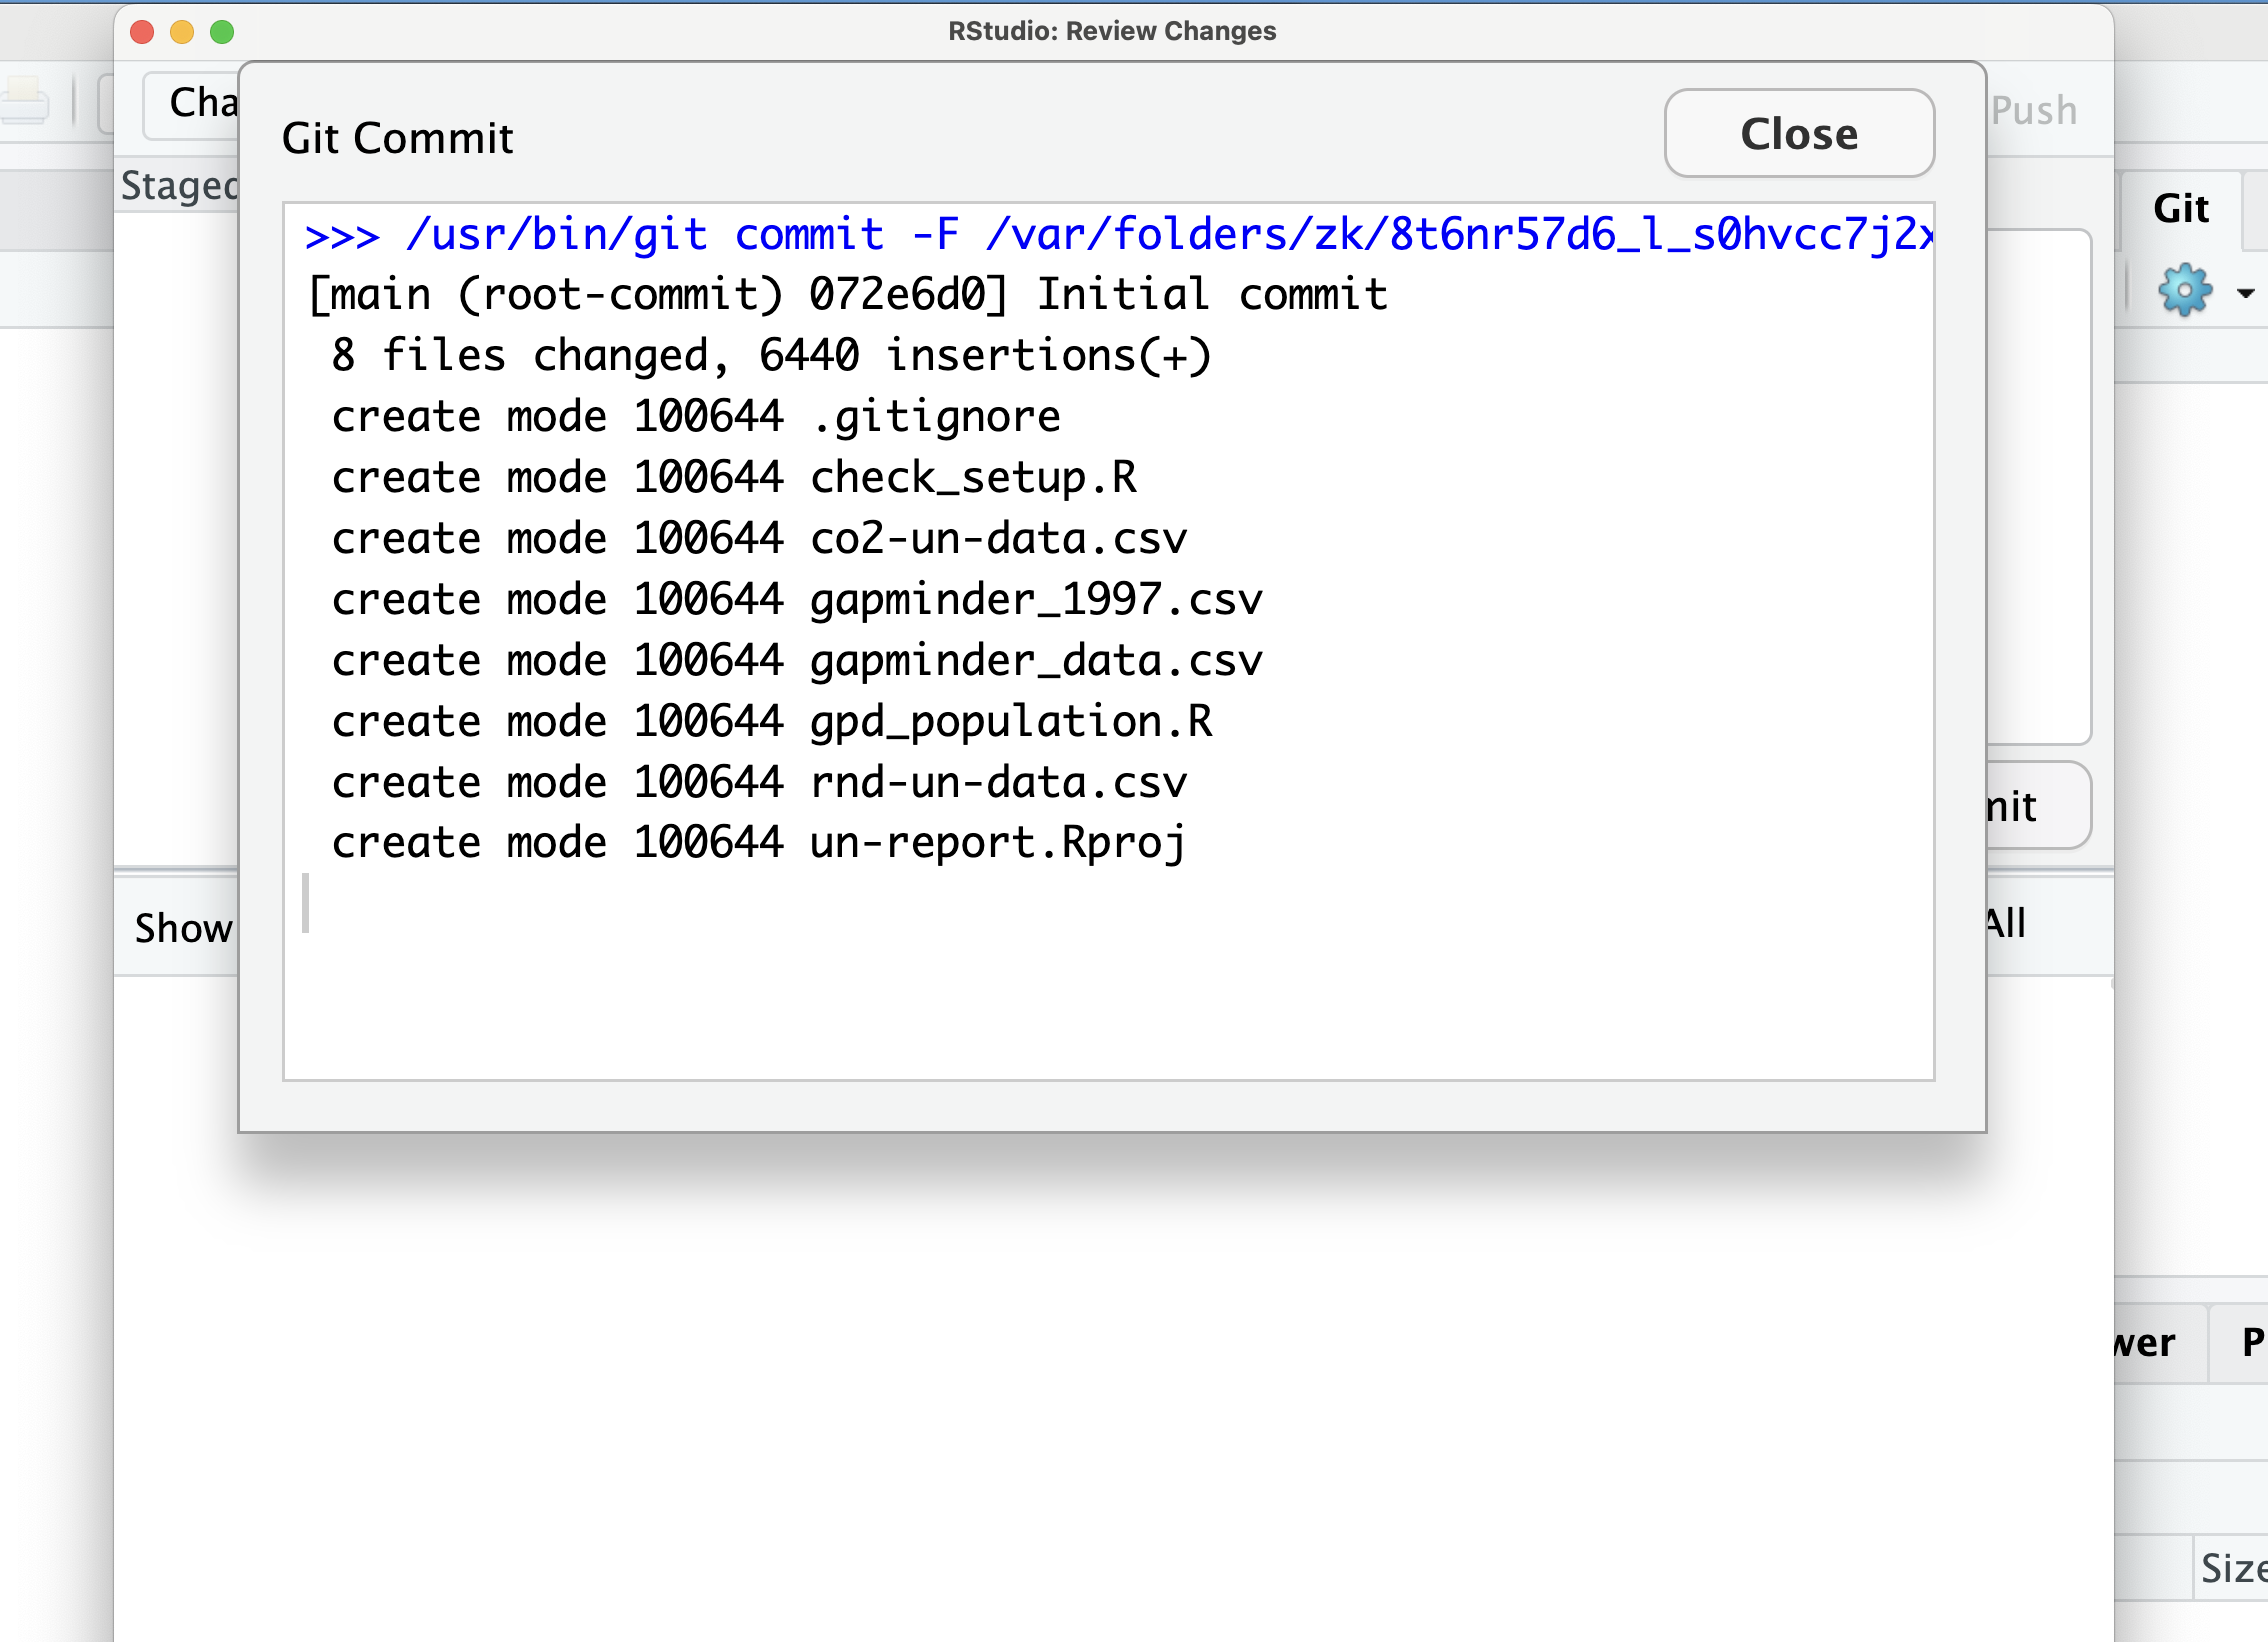 RStudio: Review Changes
Cha
Push
Git Commit
Close
Staged
Git
>>> /usr/bin/git commit -F /var/folders/zk/8t6nr57d6_l_s0hvcc7j2x
[main (root-commit) 072e6d0] Initial commit
8 files changed, 6440 insertions(+)
create mode 100644 .gitignore
create mode 100644 check_setup.R
create mode 100644 co2-un-data.csv
create mode 100644 gapminder_1997.csv
create mode 100644 gapminder_data.csv
create mode 100644 gpd_population.R
create mode 100644 rnd-un-data.csv
mit
create mode 100644 un-report.Rproj
Show
All
wer
P
Size